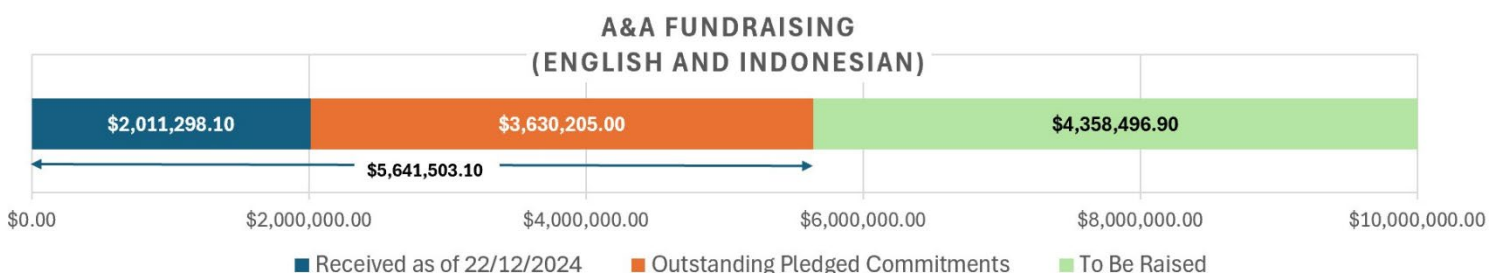 A&A FUNDRAISING
(ENGLISH AND INDONESIAN)
$2,011,298.10 $3,630,205.00 $4,358,496.90
$5,641,503.10
$0.00 $2,000,000.00 $4,000,000.00 $6,000,000.00 $8,000,000.00 $10,000,000.00
Received as of 22/12/2024 Outstanding Pledged Commitments To Be Raised